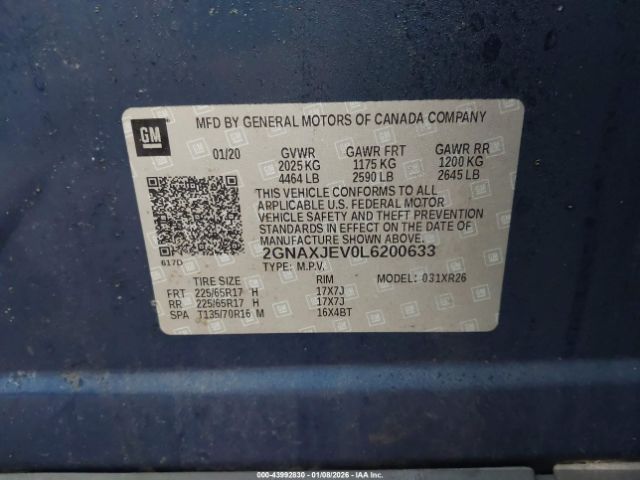 MFD BY GENERAL MOTORS OF CANADA COMPANY
GM
01/20 GVWR GAWR FRT GAWR RR
2025 KG 1175 KG 1200 KG
4464 LB 2590 LB 2645 LB
THIS VEHICLE CONFORMS TO ALL
APPLICABLE U.S. FEDERAL MOTOR
VEHICLE SAFETY AND THEFT PREVENTION
STANDARDS IN EFFECT ON THE DATE OF
MANUFACTURE SHOWN ABOVE.
617D
2GNAXJEV0L6200633
TYPE: M.P.V.
TIRE SIZE RIM MODEL: 031XR26
FRT 225/65R17 H 17X7J
RR 225/65R17 H 17X7J
SPA T135/70R16 M 16X4BT
000-43992830 - 01/08/2026 - © IAA, LLC